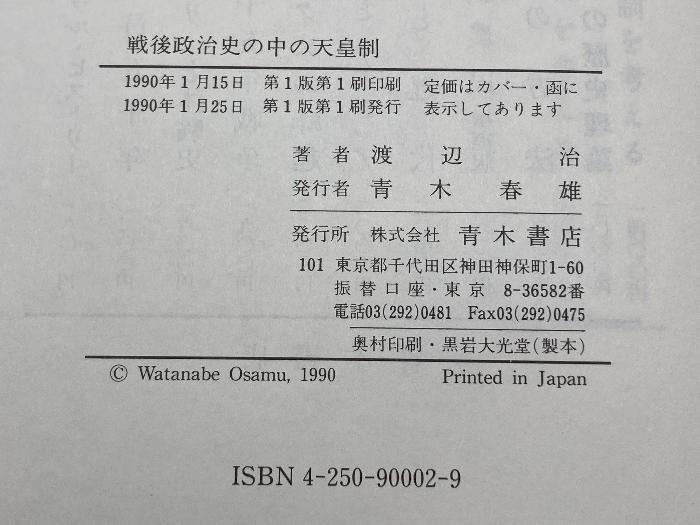 戦後政治史の中の天皇制
1990年1月15日 第1版第1刷印刷 定価はカバー・函に
1990年1月25日 第1版第1刷発行 表示してあります
著者 渡辺治
発行者 青木春雄
発行所 株式会社 青木書店
101 東京都千代田区神田神保町1-60
振替口座・東京 8-36582番
電話03(292)0481 Fax03(292)0475
奥村印刷・黒岩大光堂(製本)
© Watanabe Osamu, 1990 Printed in Japan
ISBN 4-250-90002-9